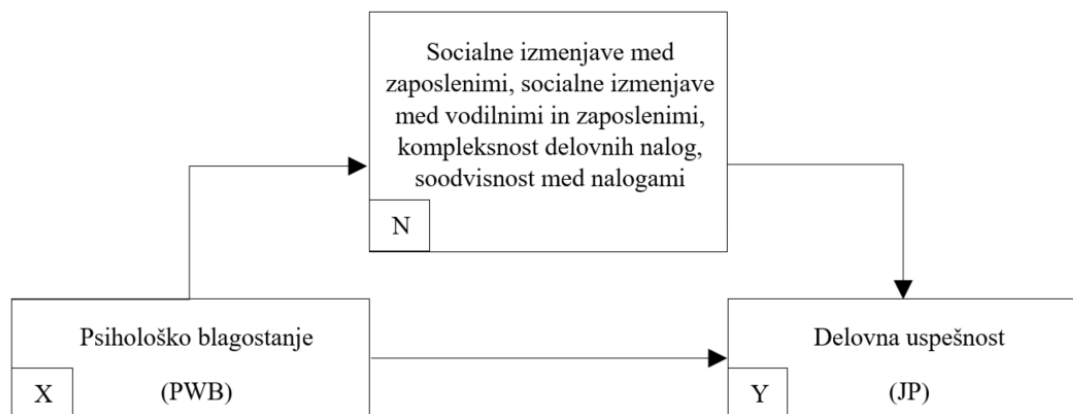 Socialne izmenjave med
zaposlenimi, socialne izmenjave
med vodilnimi in zaposlenimi,
kompleksnost delovnih nalog,
soodvisnost med nalogami
N
Psihološko blagostanje
(PWB)
X
Delovna uspešnost
(JP)
Y